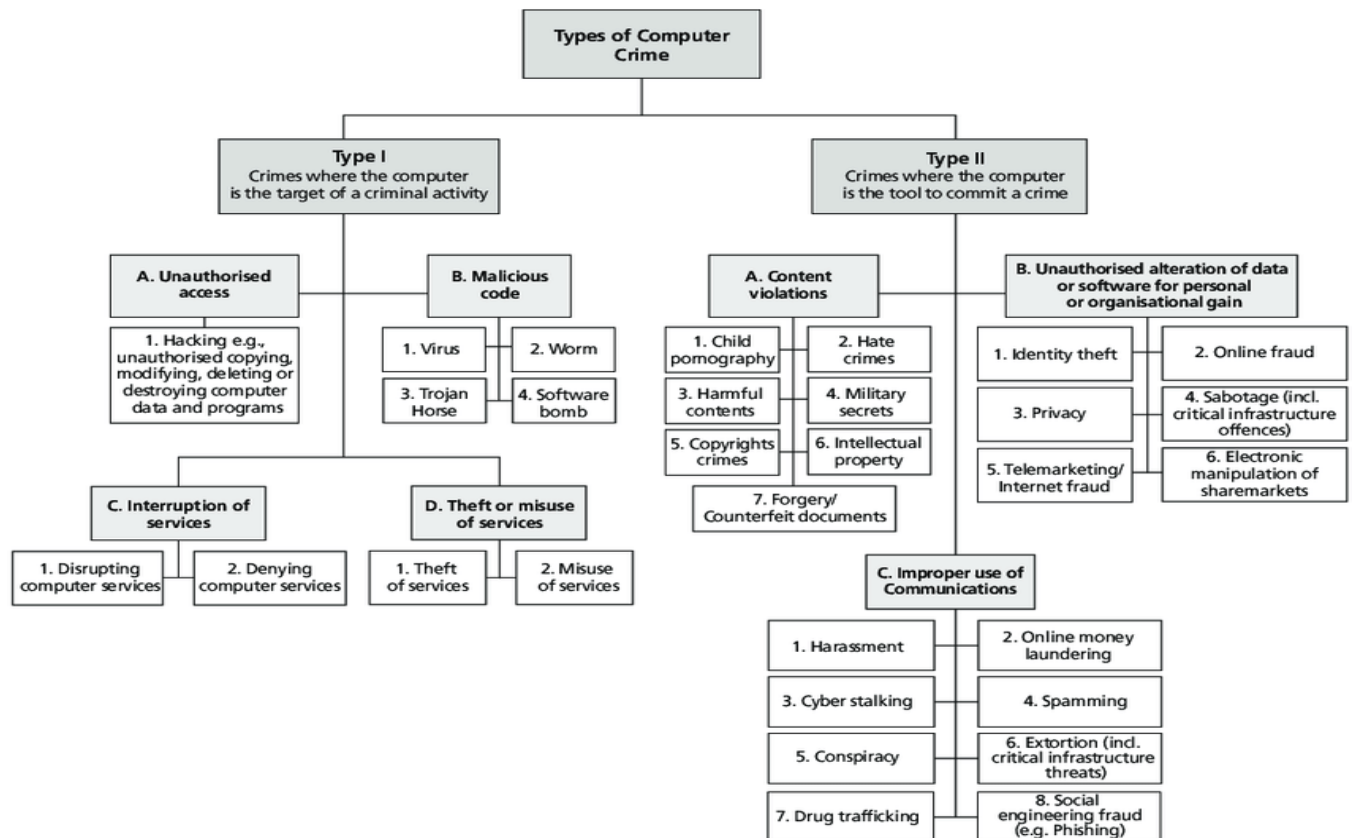 Types of Computer
Crime
Type I
Crimes where the computer
is the target of a criminal activity
Type II
Crimes where the computer
is the tool to commit a crime
A. Unauthorised
access
1. Hacking e.g.,
unauthorised copying,
modifying, deleting or
destroying computer
data and programs
B. Malicious
code
1. Virus
2. Worm
3. Trojan
Horse
4. Software
bomb
C. Interruption of
services
1. Disrupting
computer services
2. Denying
computer services
D. Theft or misuse
of services
1. Theft
of services
2. Misuse
of services
A. Content
violations
1. Child
pornography
2. Hate
crimes
3. Harmful
contents
4. Military
secrets
5. Copyrights
crimes
6. Intellectual
property
7. Forgery/
Counterfeit documents
B. Unauthorised alteration of data
or software for personal
or organisational gain
1. Identity theft
2. Online fraud
3. Privacy
4. Sabotage (incl.
critical infrastructure
offences)
5. Telemarketing/
Internet fraud
6. Electronic
manipulation of
sharemarkets
C. Improper use of
Communications
1. Harassment
2. Online money
laundering
3. Cyber stalking
4. Spamming
5. Conspiracy
6. Extortion (incl.
critical infrastructure
threats)
7. Drug trafficking
8. Social
engineering fraud
(e.g. Phishing)